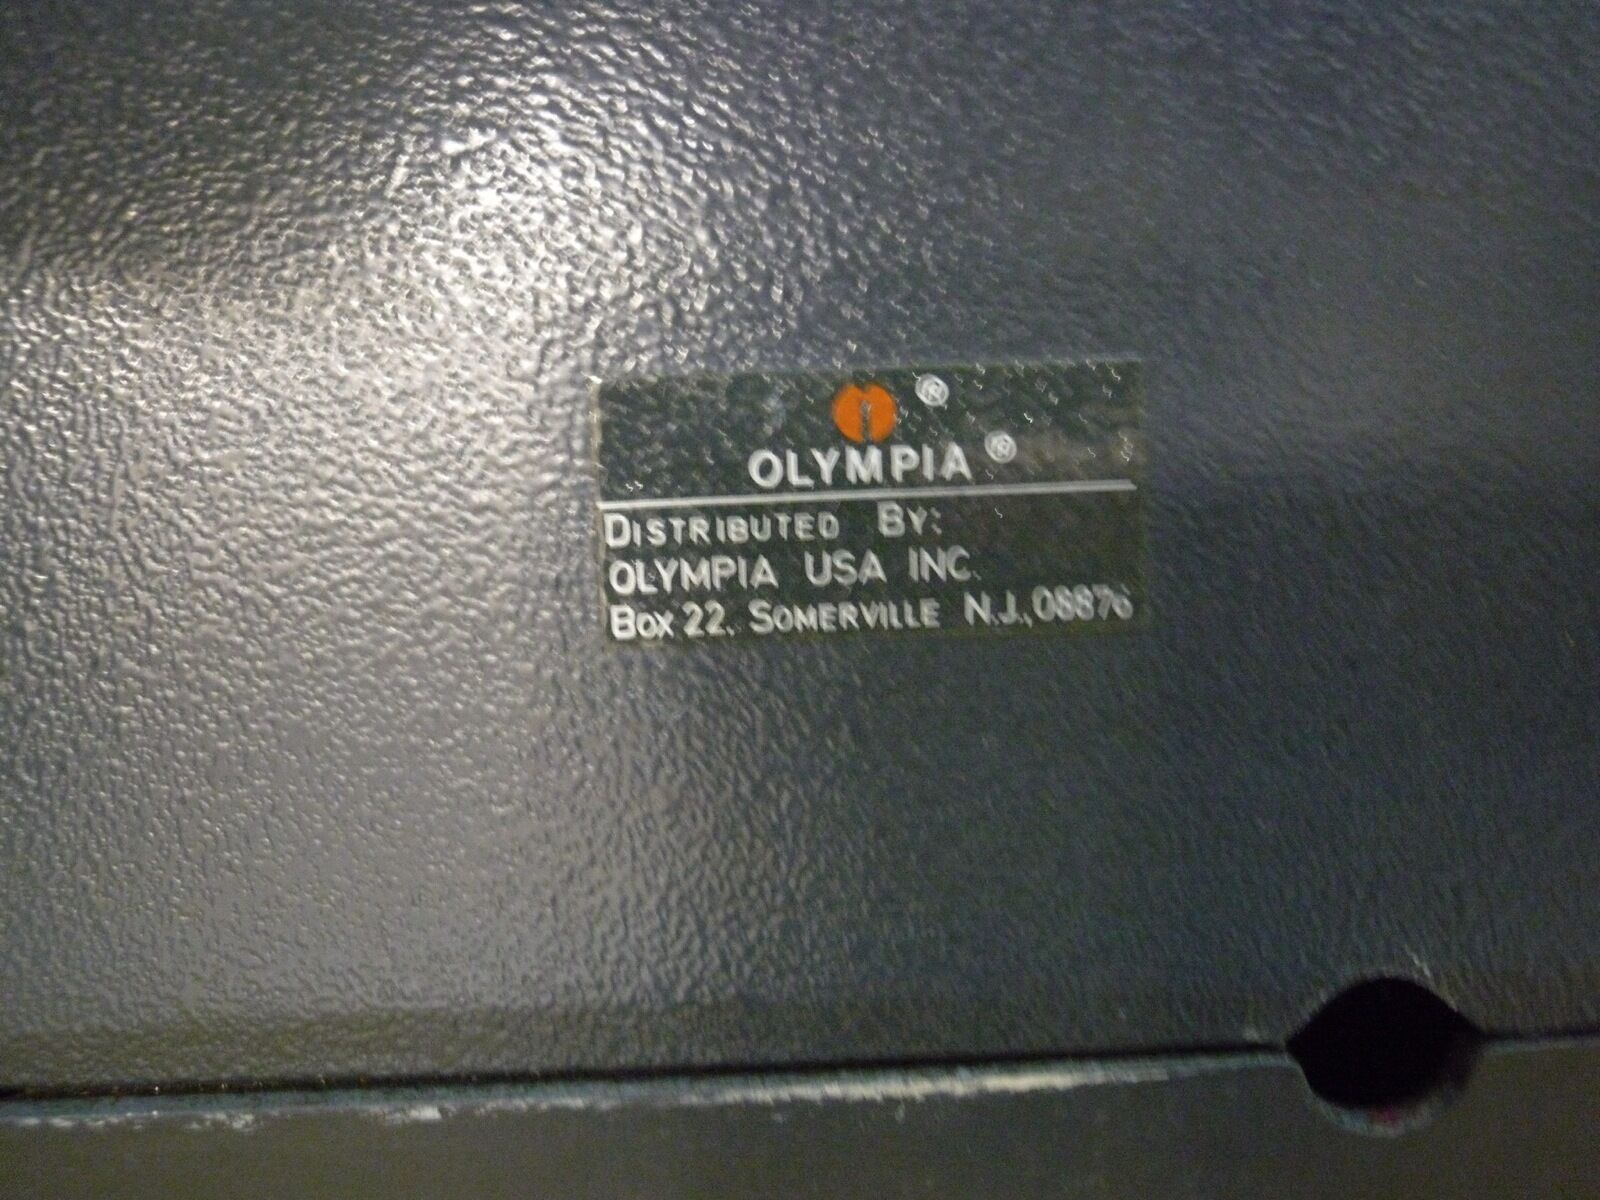 ®
OLYMPIA ®
DISTRIBUTED BY:
OLYMPIA USA INC.
BOX 22, SOMERVILLE N.J., 08876